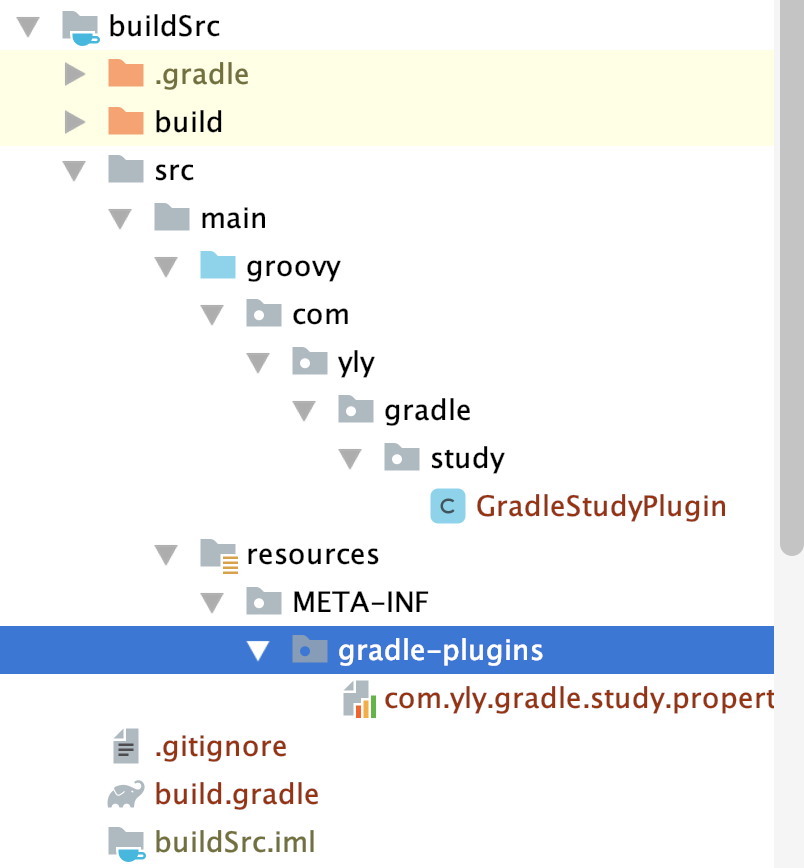 buildSrc
.gradle
build
src
main
groovy
com
yly
gradle
study
C GradleStudyPlugin
resources
META-INF
gradle-plugins
com.yly.gradle.study.propert
.gitignore
build.gradle
buildSrc.iml